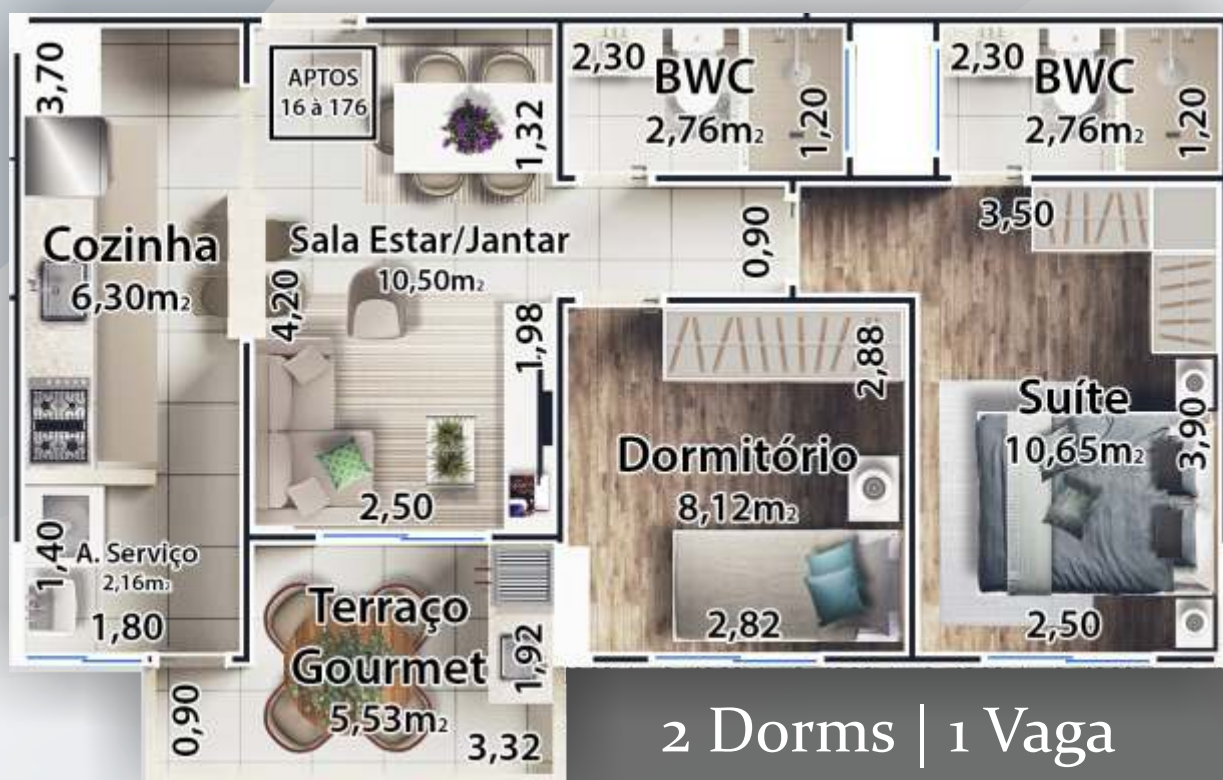 3,70
APTOS
16 à 176
1,32
2,30
BWC
2,76m2
1,20
2,30
BWC
2,76m2
1,20
Cozinha
6,30m2
Sala Estar/Jantar
10,50m2
4,20
0,90
3,50
1,98
2,88
Dormitório
8,12m2
Suíte
10,65m2
3,90
2,50
1,40
A. Serviço
2,16m2
1,80
Terraço
Gourmet
5,53m2
1,92
2,82
2,50
0,90
3,32
2 Dorms | 1 Vaga